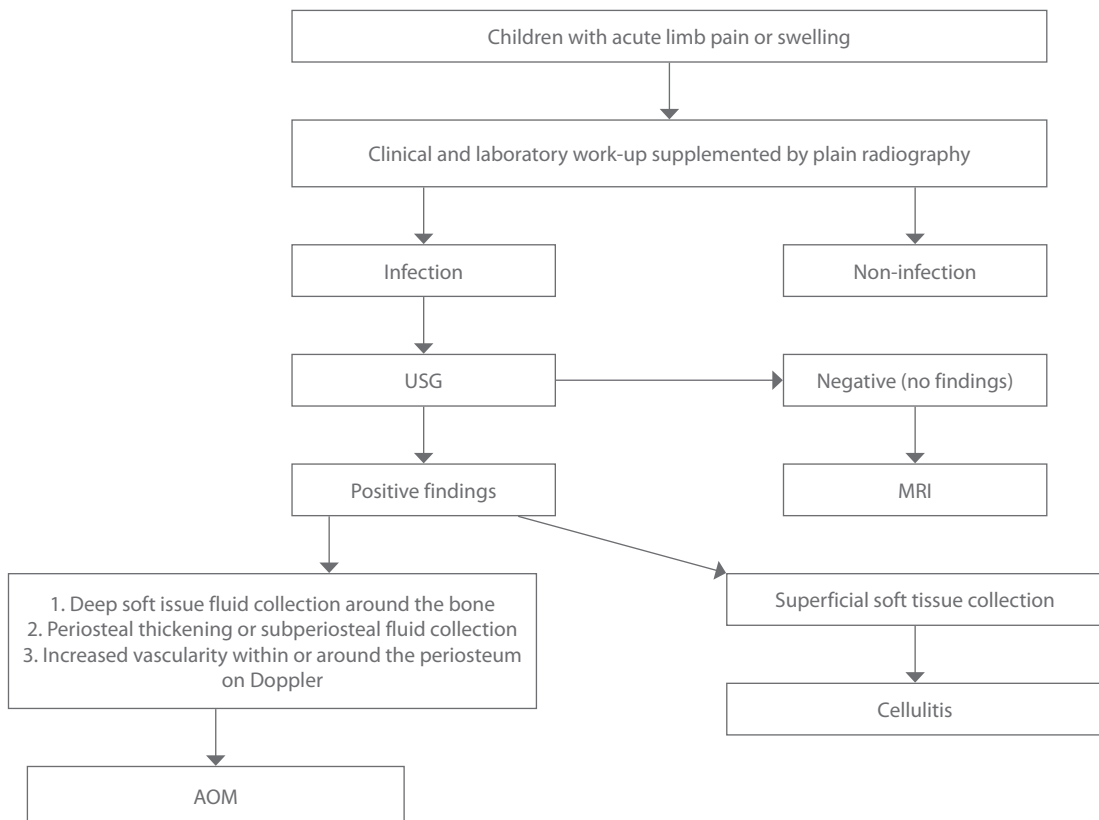 Children with acute limb pain or swelling
Clinical and laboratory work-up supplemented by plain radiography
Infection
Non-infection
USG
Negative (no findings)
Positive findings
MRI
1. Deep soft issue fluid collection around the bone
2. Periosteal thickening or subperiosteal fluid collection
3. Increased vascularity within or around the periosteum
on Doppler
Superficial soft tissue collection
Cellulitis
AOM